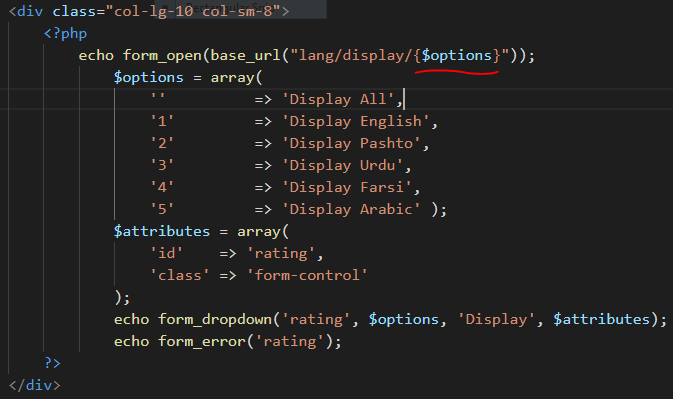 <div class="col-lg-10 col-sm-8">
<?php
echo form_open(base_url("lang/display/{$options}"));
$options = array(
'' => 'Display All',
'1' => 'Display English',
'2' => 'Display Pashto',
'3' => 'Display Urdu',
'4' => 'Display Farsi',
'5' => 'Display Arabic' );
$attributes = array(
'id' => 'rating',
'class' => 'form-control'
);
echo form_dropdown('rating', $options, 'Display', $attributes);
echo form_error('rating');
?>
</div>